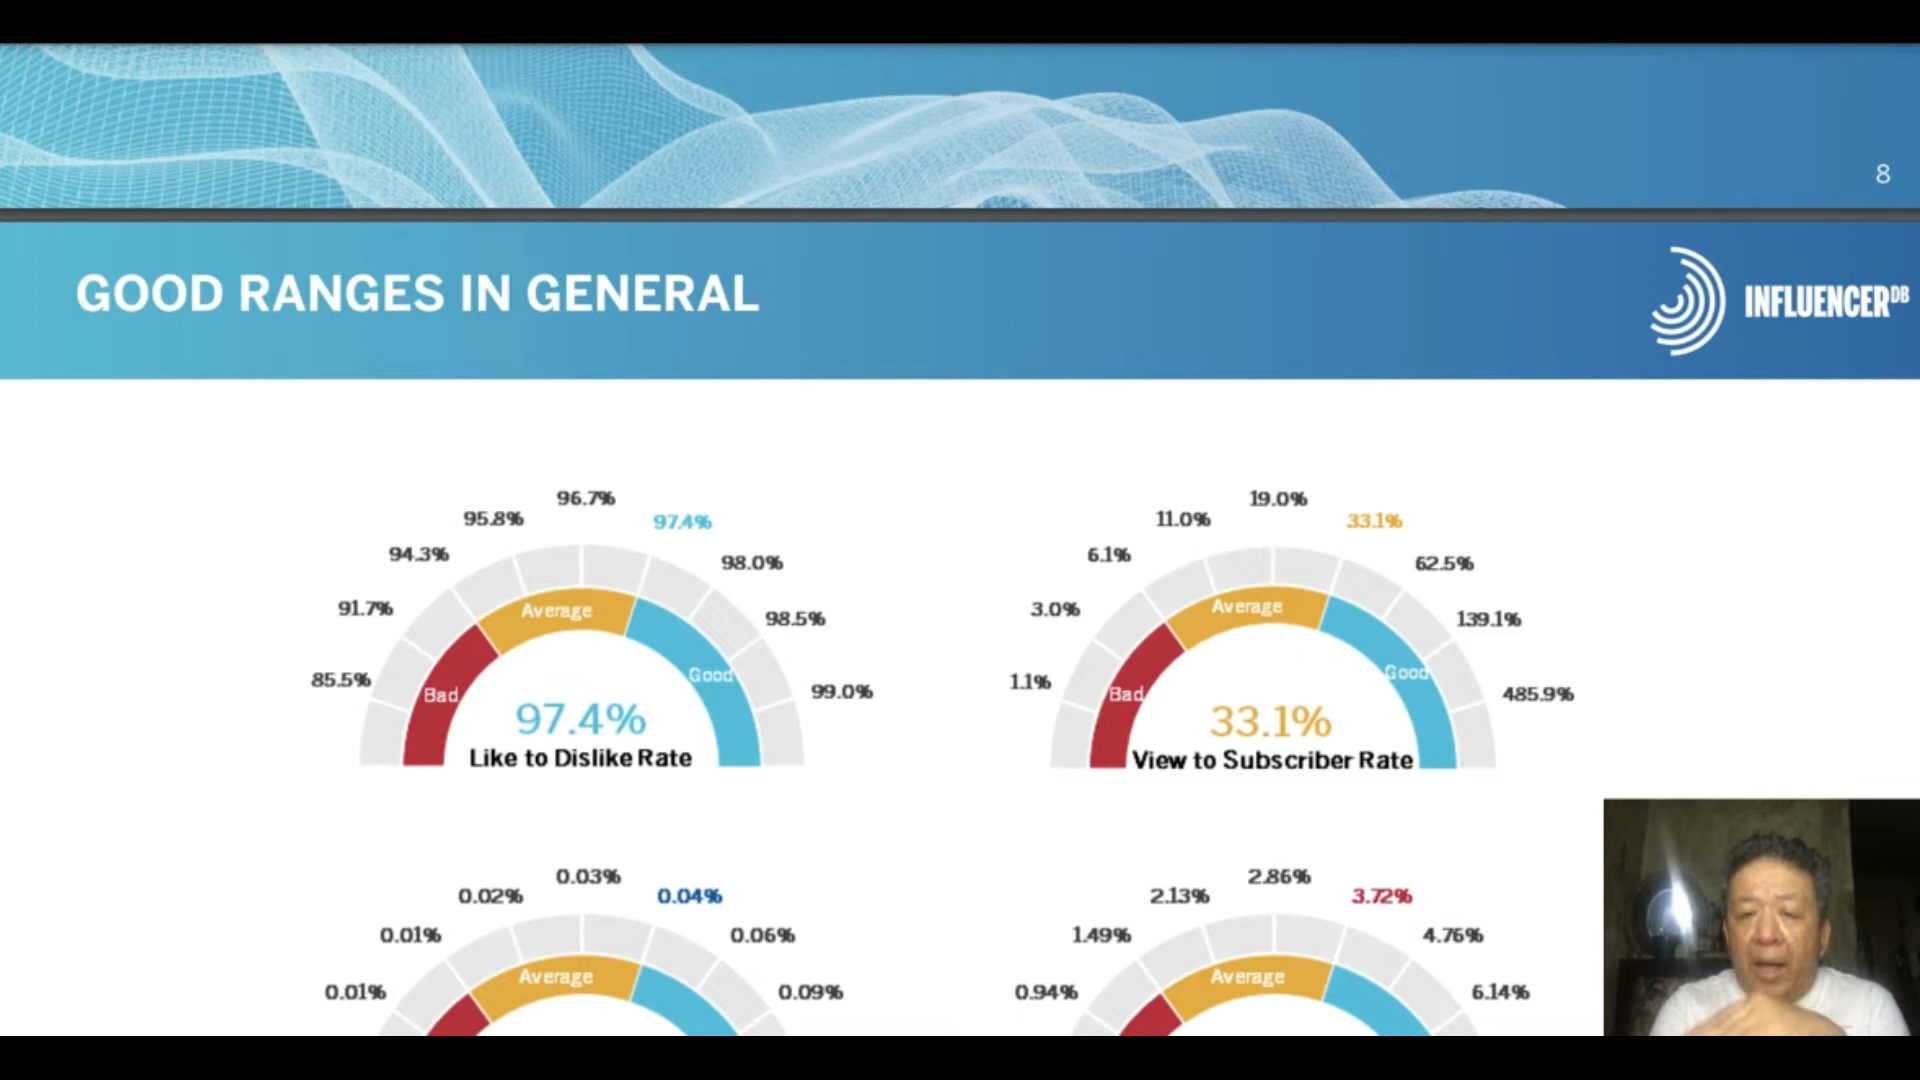 8
GOOD RANGES IN GENERAL
INFLUENCERDB
85.5%
91.7%
94.3%
95.8%
96.7%
97.4%
98.0%
98.5%
99.0%
Bad
Average
Good
97.4%
Like to Dislike Rate
1.1%
3.0%
6.1%
11.0%
19.0%
33.1%
62.5%
139.1%
485.9%
Bad
Average
Good
33.1%
View to Subscriber Rate
0.01%
0.01%
0.02%
0.03%
0.04%
0.06%
0.09%
Average
0.94%
1.49%
2.13%
2.86%
3.72%
4.76%
6.14%
Average